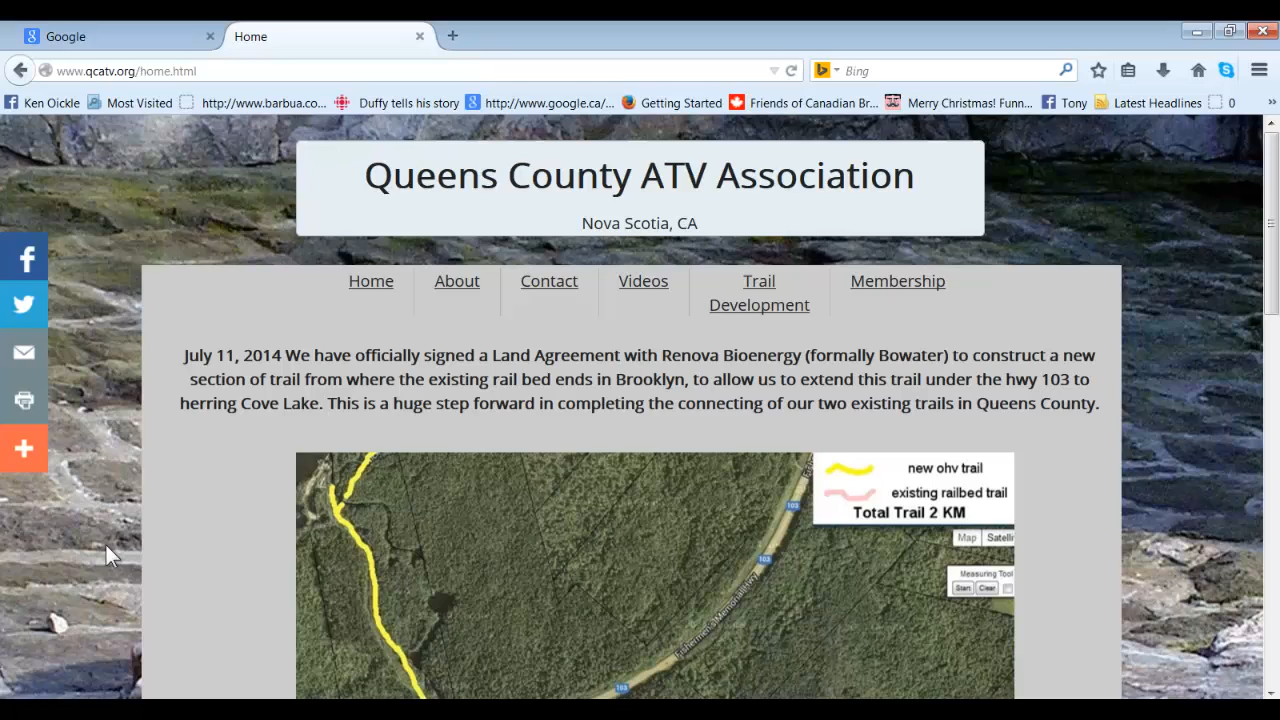 Google
Home
www.qcatv.org/home.html
Bing
Ken Oickle
Most Visited
http://www.barbua.co...
Duffy tells his story
http://www.google.ca/...
Getting Started
Friends of Canadian Br...
Merry Christmas! Funn...
Tony
Latest Headlines
0
Queens County ATV Association
Nova Scotia, CA
Home
About
Contact
Videos
Trail
Development
Membership
July 11, 2014 We have officially signed a Land Agreement with Renova Bioenergy (formally Bowater) to construct a new
section of trail from where the existing rail bed ends in Brooklyn, to allow us to extend this trail under the hwy 103 to
herring Cove Lake. This is a huge step forward in completing the connecting of our two existing trails in Queens County.
new ohv trail
existing railbed trail
Total Trail 2 KM
103
Map
Satelli
Measuring Tool
Start
Clear
103
Fishermen's Memorial Hwy
103